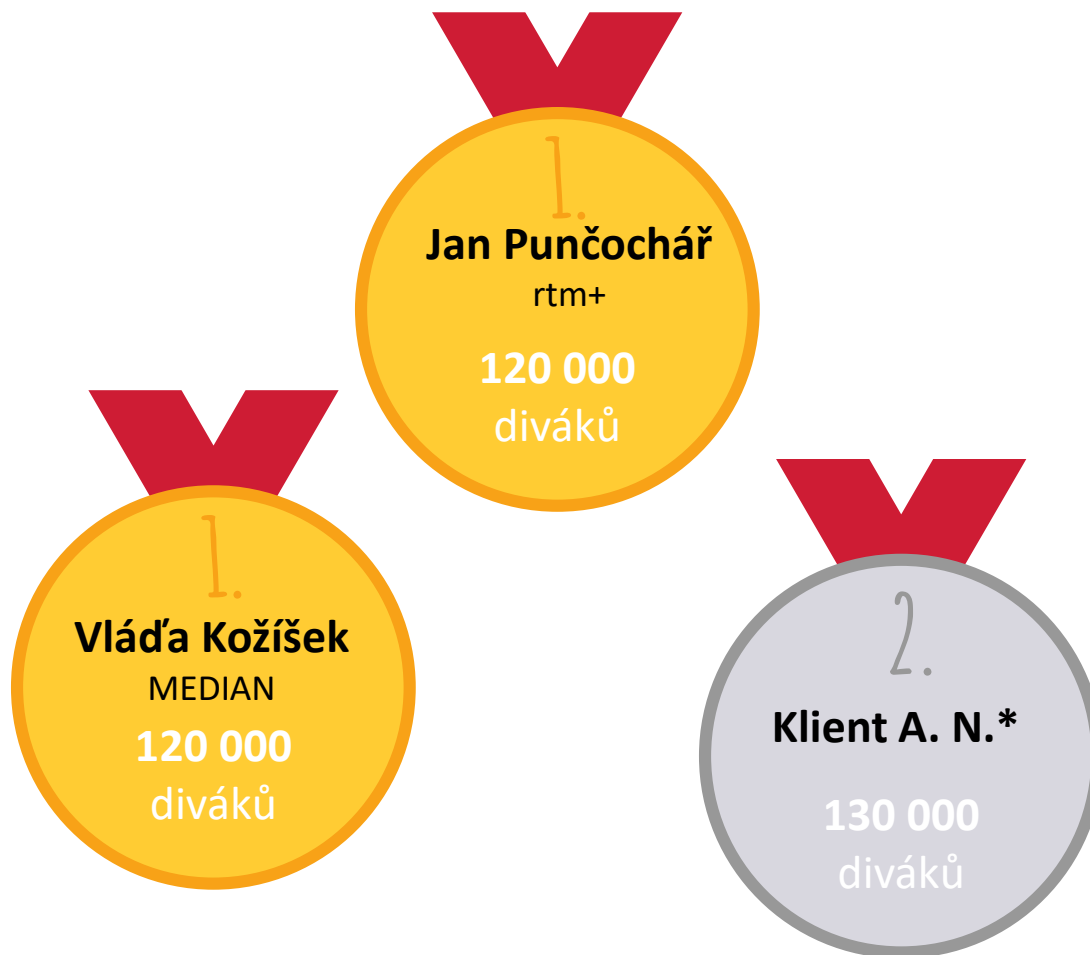 1.
Jan Punčochář
rtm+
120 000
diváků
1.
Vláďa Kožíšek
MEDIAN
120 000
diváků
2.
Klient A. N.*
130 000
diváků